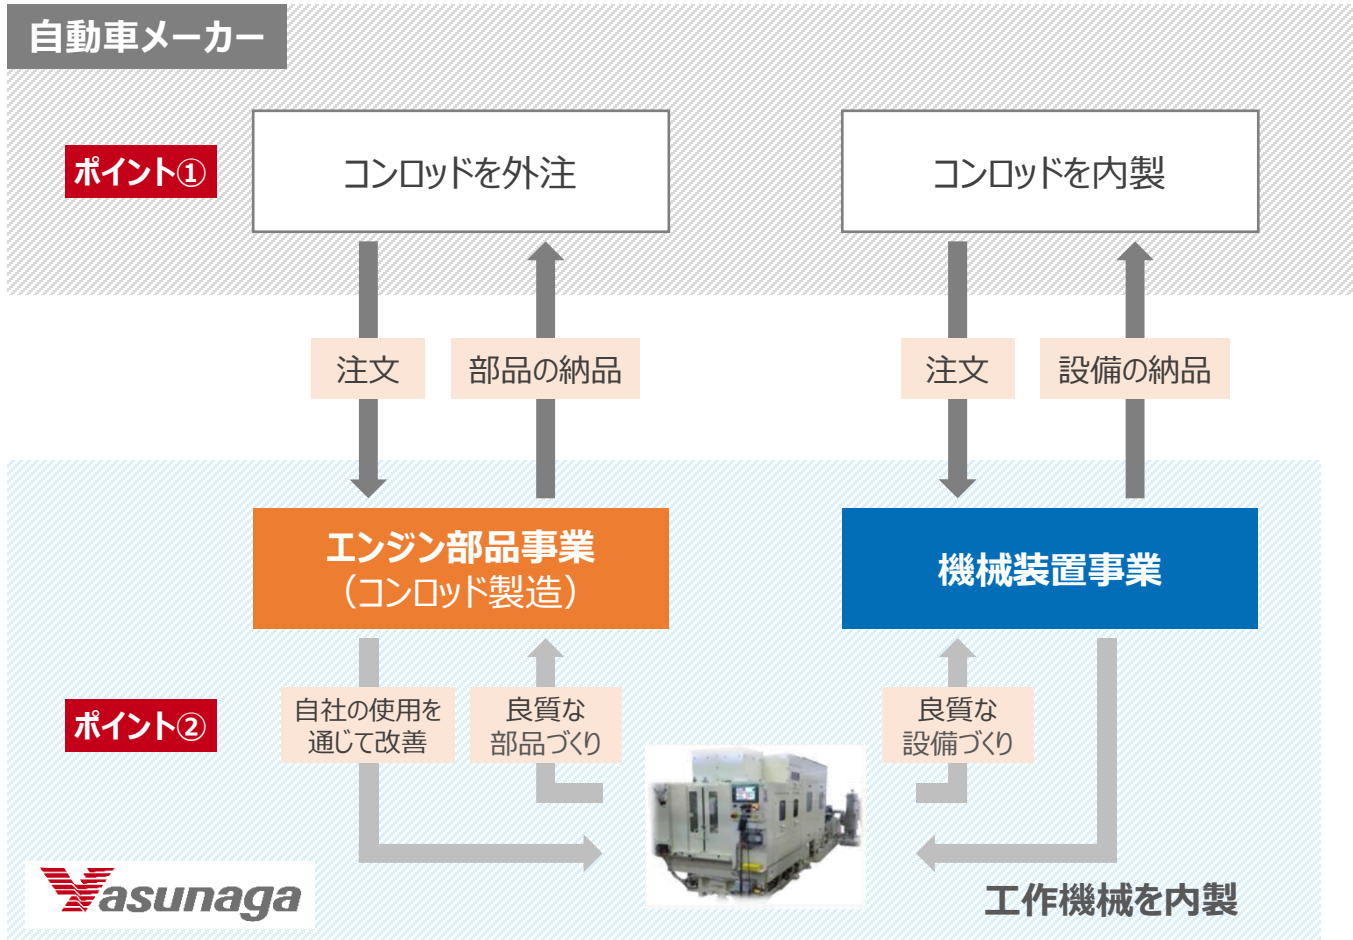 自動車メーカー
ポイント①
コンロッドを外注
コンロッドを内製
注文
部品の納品
注文
設備の納品
エンジン部品事業
（コンロッド製造）
機械装置事業
ポイント②
自社の使用を
通じて改善
良質な
部品づくり
良質な
設備づくり
Yasunaga
工作機械を内製